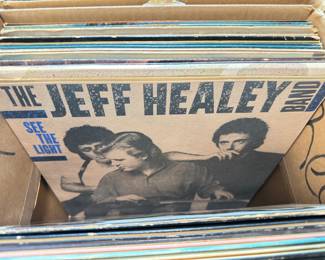 THE JEFF HEALEY BAND
SEE
THE
LIGHT